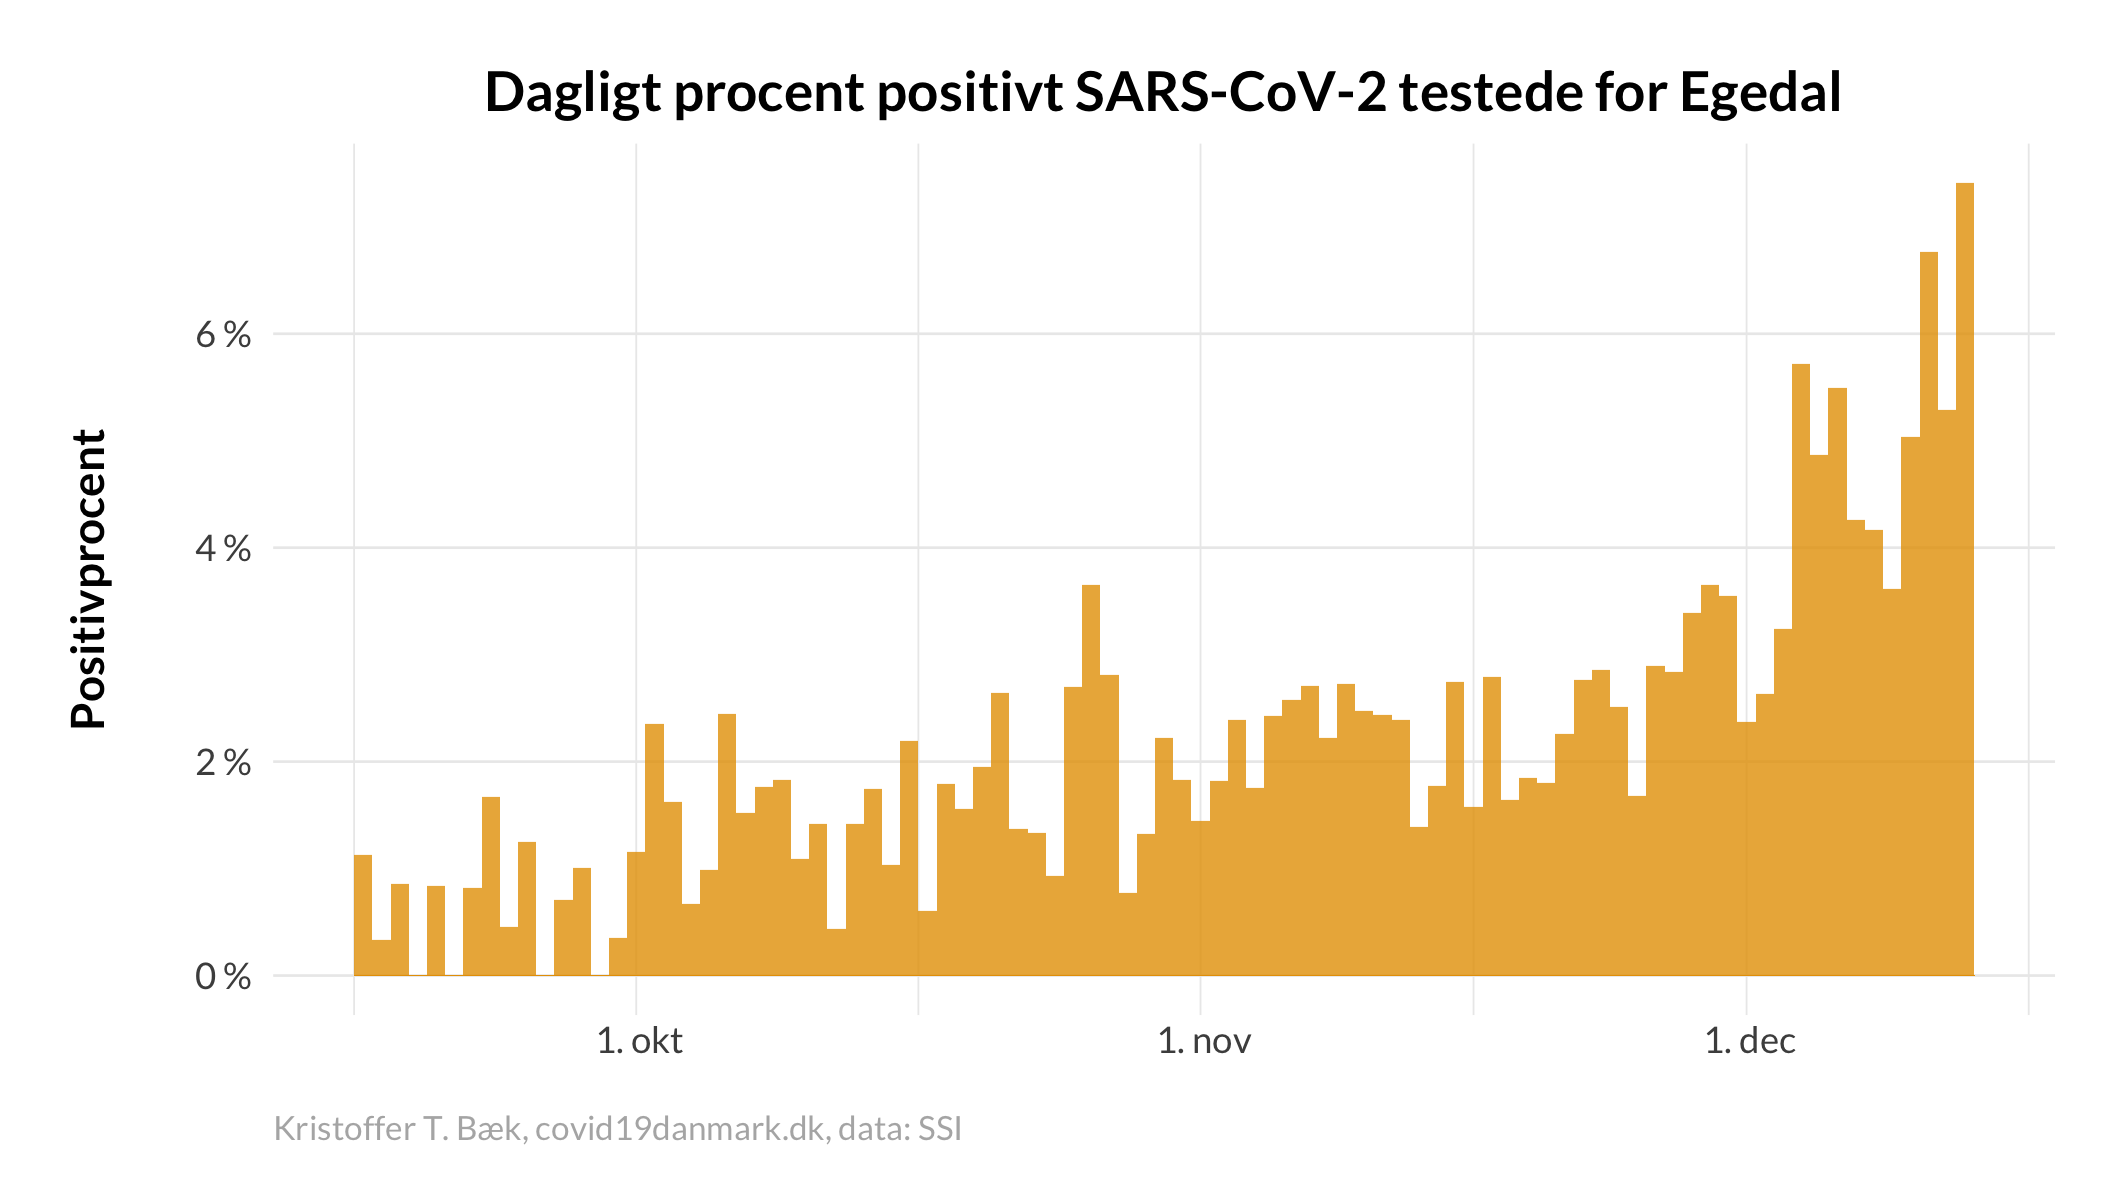 Dagligt procent positivt SARS-CoV-2 testede for Egedal
Positivprocent
6 %
4 %
2 %
0 %
1. okt
1. nov
1. dec
Kristoffer T. Bæk, covid19danmark.dk, data: SSI